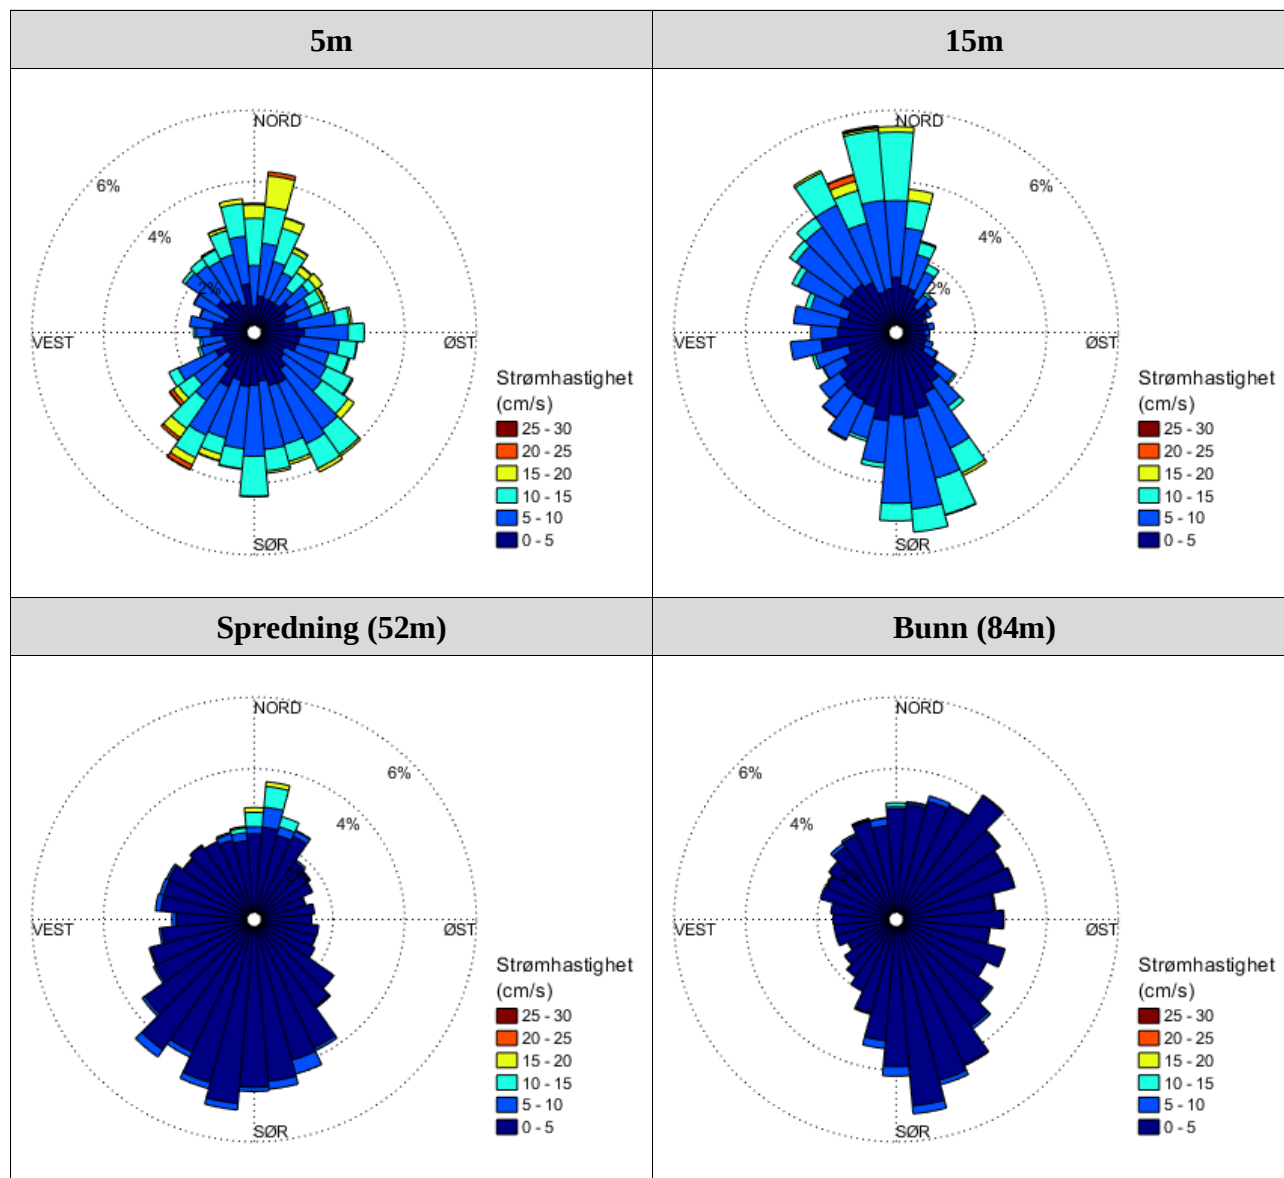 5m
15m
NORD
6%
4%
2%
VEST
ØST
SØR
Strømhastighet
(cm/s)
25 - 30
20 - 25
15 - 20
10 - 15
5 - 10
0 - 5
NORD
6%
4%
2%
VEST
ØST
SØR
Strømhastighet
(cm/s)
25 - 30
20 - 25
15 - 20
10 - 15
5 - 10
0 - 5
Spredning (52m)
Bunn (84m)
NORD
6%
4%
2%
VEST
ØST
SØR
Strømhastighet
(cm/s)
25 - 30
20 - 25
15 - 20
10 - 15
5 - 10
0 - 5
NORD
6%
4%
2%
VEST
ØST
SØR
Strømhastighet
(cm/s)
25 - 30
20 - 25
15 - 20
10 - 15
5 - 10
0 - 5